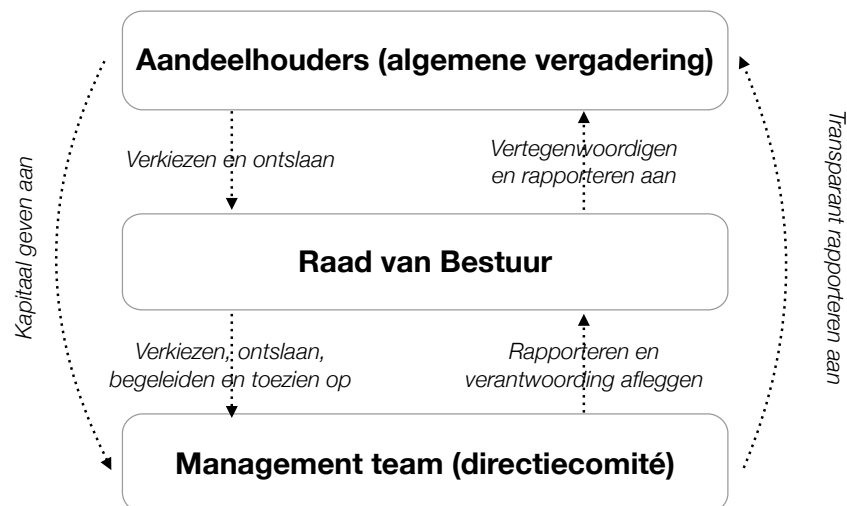 Aandeelhouders (algemene vergadering)
Verkiezen en ontslaan
Vertegenwoordigen
en rapporteren aan
Kapitaal geven aan
Transparant rapporteren aan
Raad van Bestuur
Verkiezen, ontslaan,
begeleiden en toezien op
Rapporteren en
verantwoording afleggen
Management team (directiecomité)